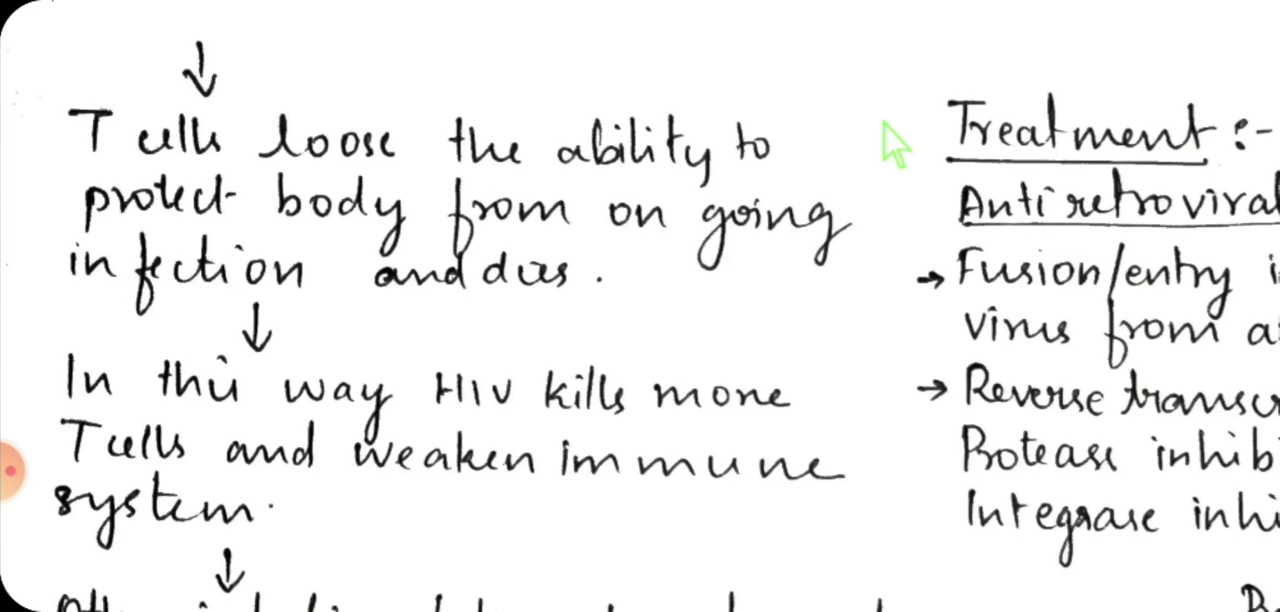 T cells loose the ability to
protect body from on going
infection and dies.
In this way HIV kills more
T cells and weaken immune
system.
Treatment :-
Antiretroviral
→ Fusion/entry
virus from
→ Reverse
Protease
Integrase